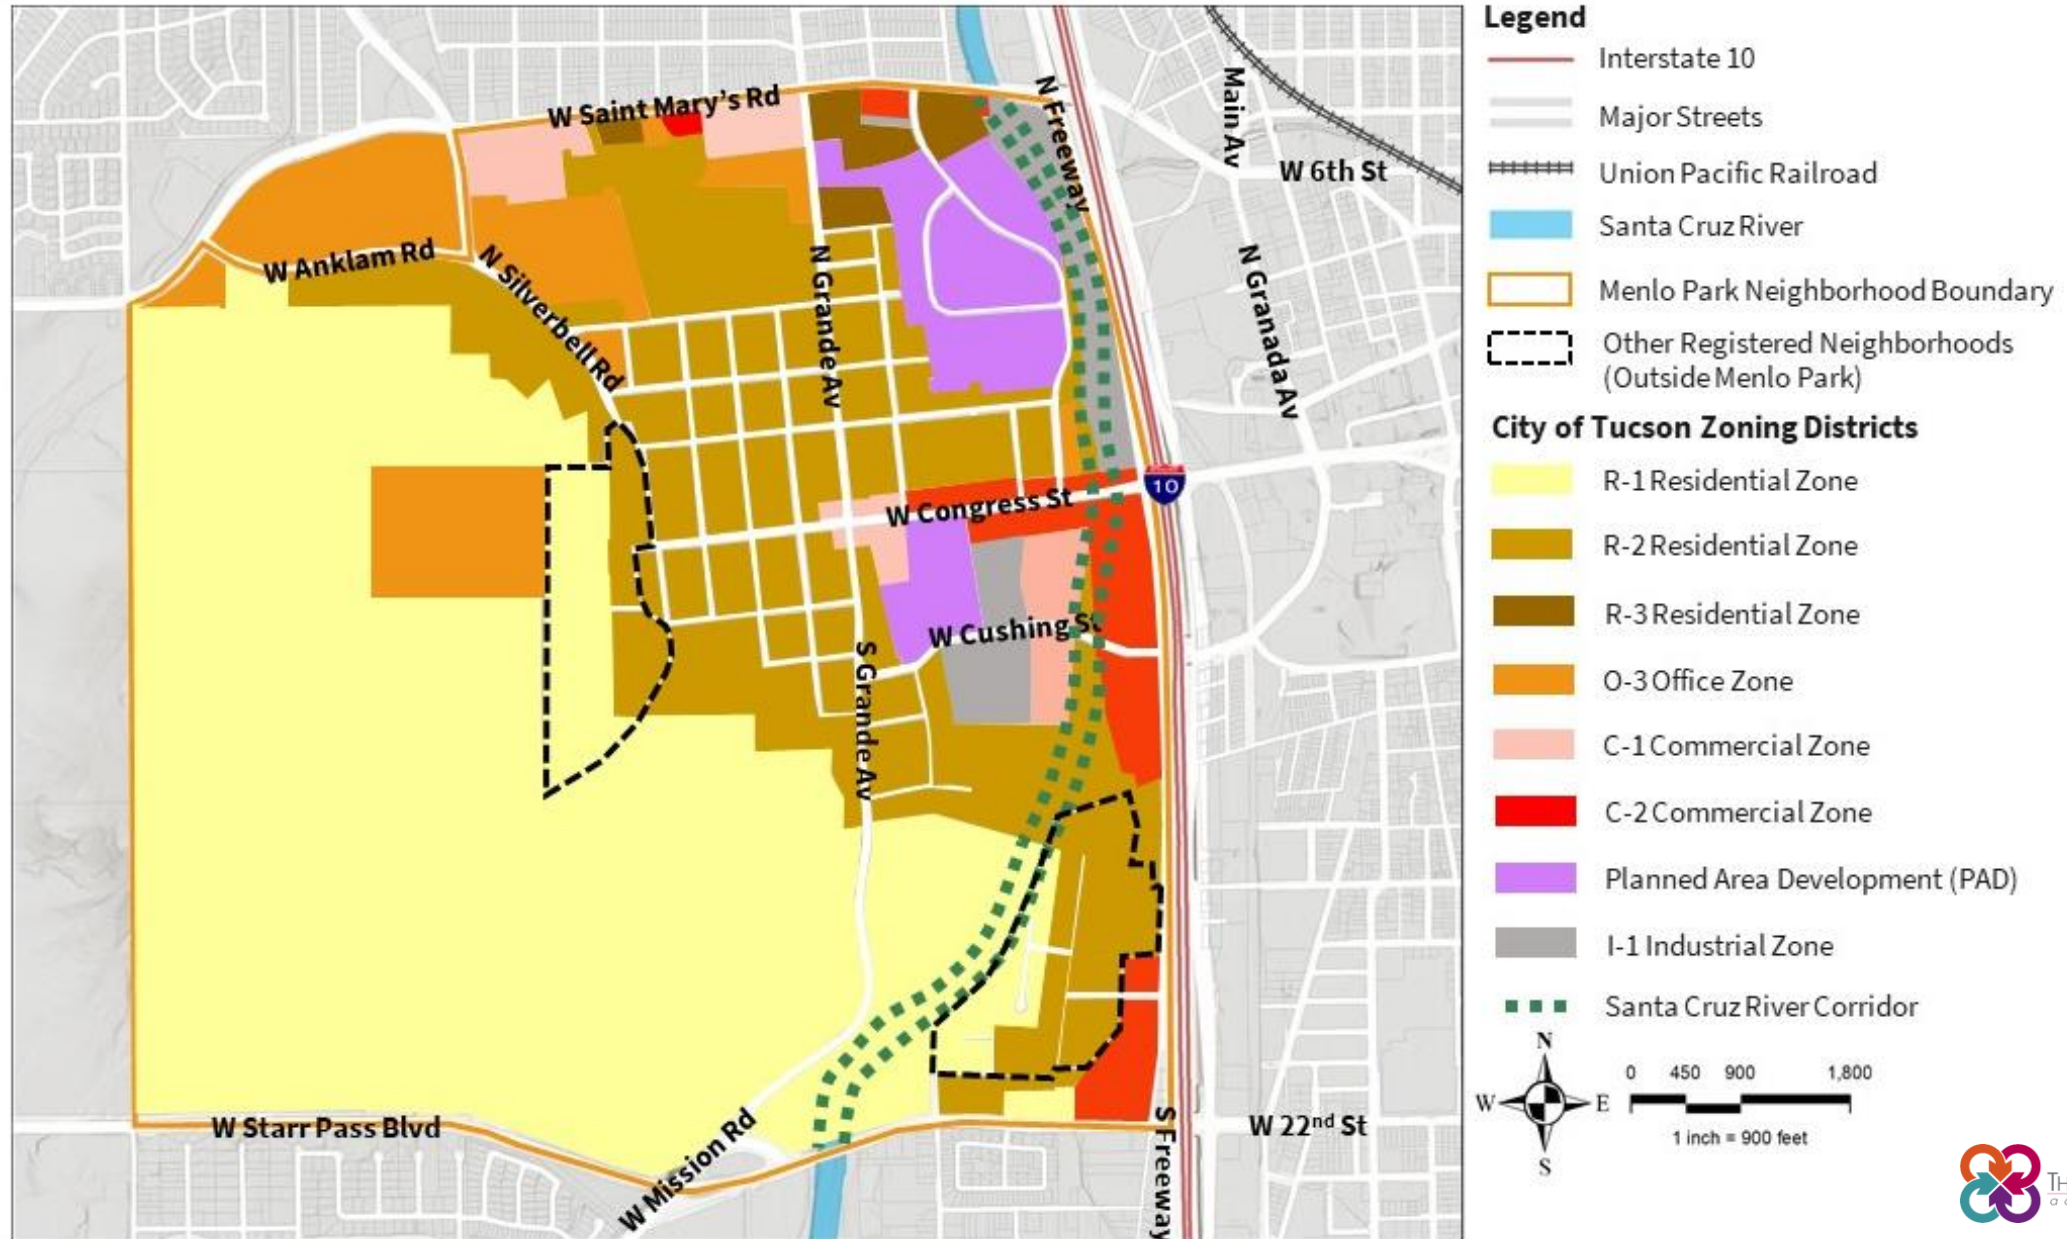 W Saint Mary's Rd
N Freeway
Main Av
W 6th St
W Anklam Rd
N Silverbell Rd
N Grande Av
N Granada Av
10
W Congress St
W Cushing St
S Grande Av
W Starr Pass Blvd
W Mission Rd
S Freeway
W 22nd St
Legend
Interstate 10
Major Streets
Union Pacific Railroad
Santa Cruz River
Menlo Park Neighborhood Boundary
Other Registered Neighborhoods
(Outside Menlo Park)
City of Tucson Zoning Districts
R-1 Residential Zone
R-2 Residential Zone
R-3 Residential Zone
O-3 Office Zone
C-1 Commercial Zone
C-2 Commercial Zone
Planned Area Development (PAD)
I-1 Industrial Zone
Santa Cruz River Corridor
N
W E
S
0 450 900 1,800
1 inch = 900 feet